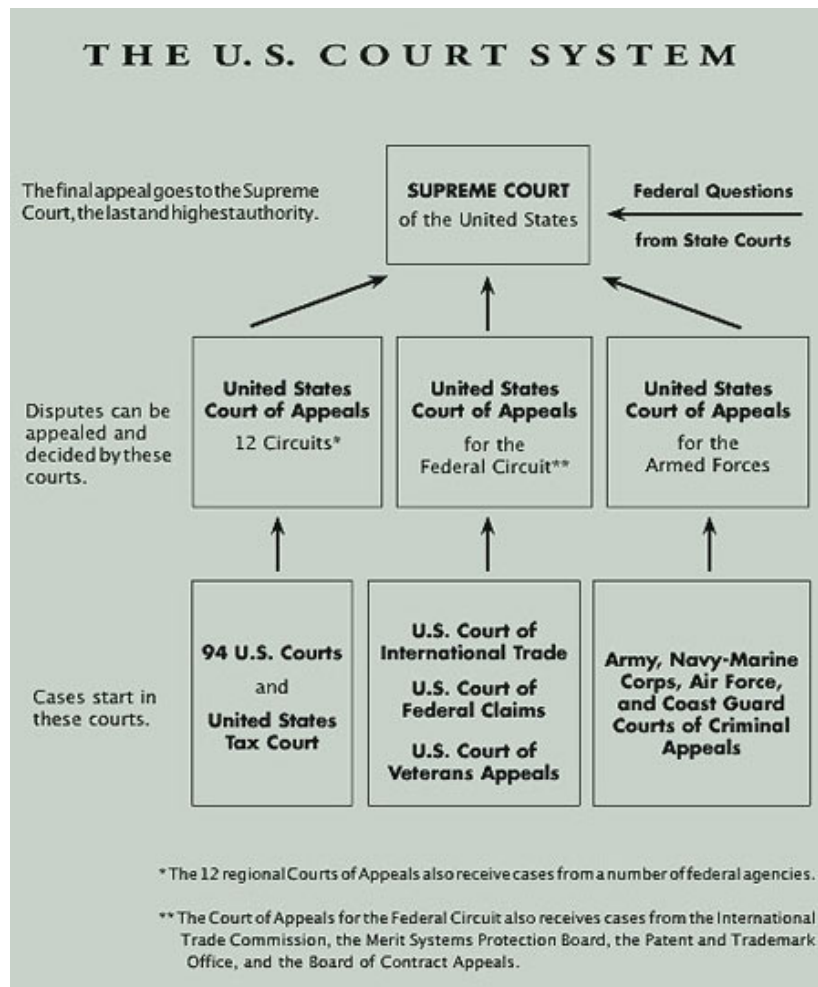 THE U.S. COURT SYSTEM
The final appeal goes to the Supreme
Court, the last and highest authority.
SUPREME COURT
of the United States
Federal Questions
from State Courts
Disputes can be
appealed and
decided by these
courts.
United States
Court of Appeals
12 Circuits*
United States
Court of Appeals
for the
Federal Circuit**
United States
Court of Appeals
for the
Armed Forces
Cases start in
these courts.
94 U.S. Courts
and
United States
Tax Court
U.S. Court of
International Trade
U.S. Court of
Federal Claims
U.S. Court of
Veterans Appeals
Army, Navy-Marine
Corps, Air Force,
and Coast Guard
Courts of Criminal
Appeals
* The 12 regional Courts of Appeals also receive cases from a number of federal agencies.
** The Court of Appeals for the Federal Circuit also receives cases from the International
Trade Commission, the Merit Systems Protection Board, the Patent and Trademark
Office, and the Board of Contract Appeals.